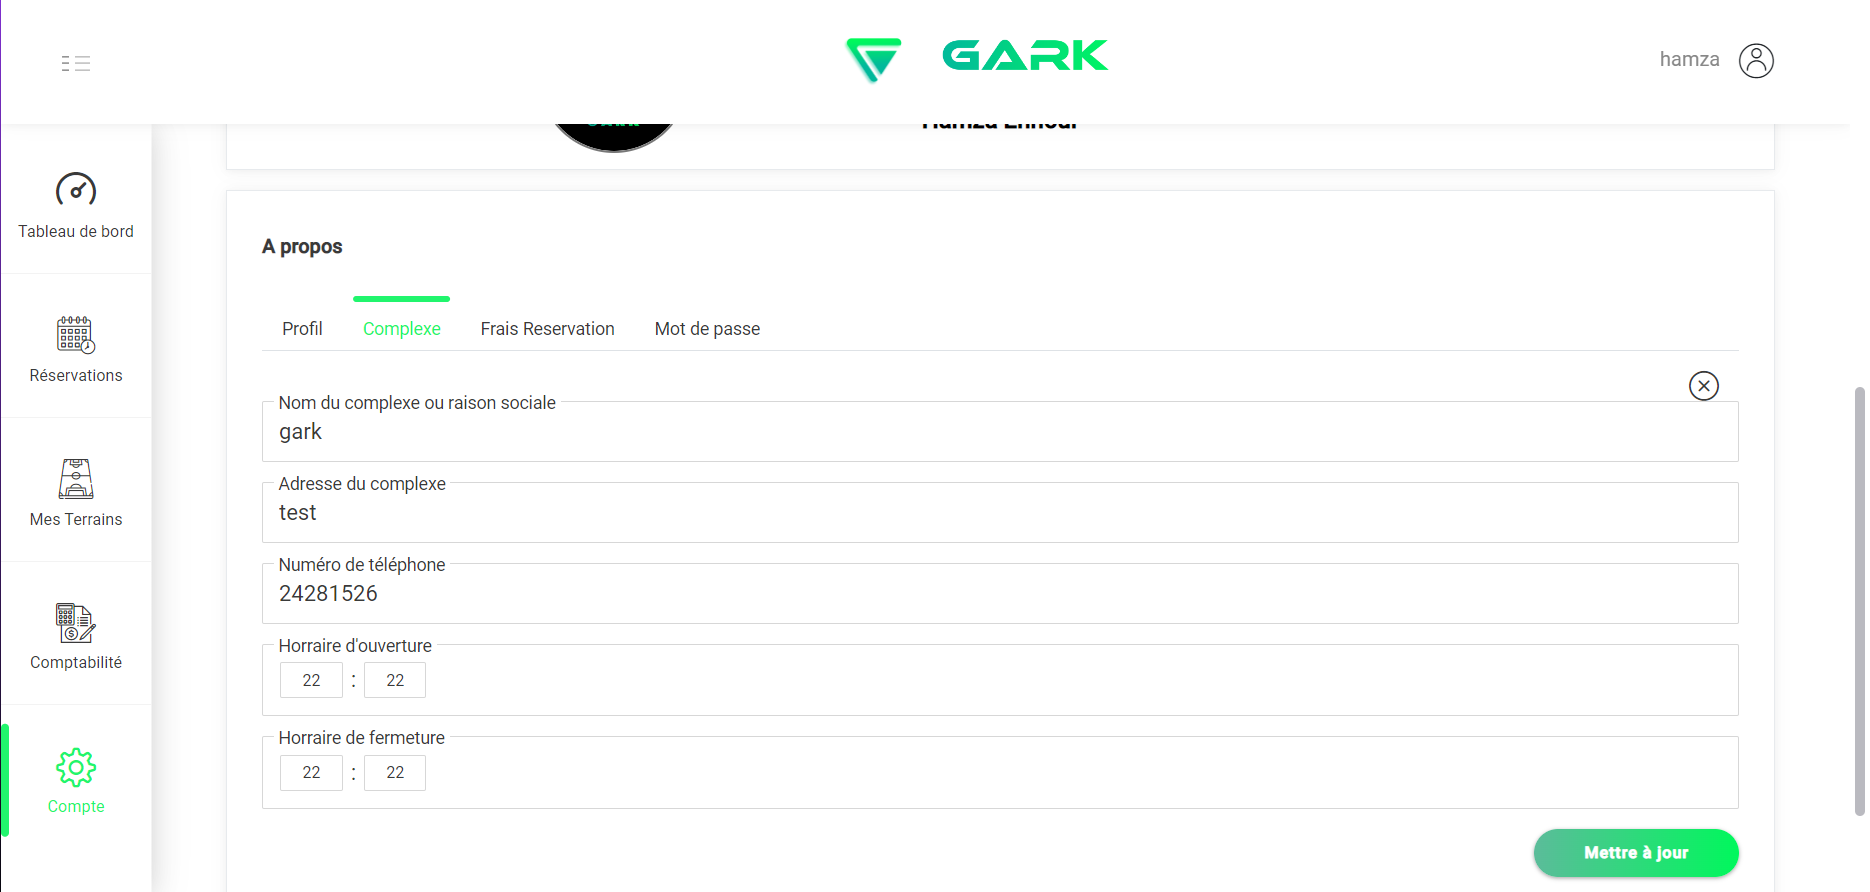 GARK
hamza
Hamza Ennour
Tableau de bord
Réservations
Mes Terrains
Comptabilité
Compte
A propos
Profil Complexe Frais Reservation Mot de passe
Nom du complexe ou raison sociale
gark
Adresse du complexe
test
Numéro de téléphone
24281526
Horraire d'ouverture
22 : 22
Horraire de fermeture
22 : 22
Mettre à jour